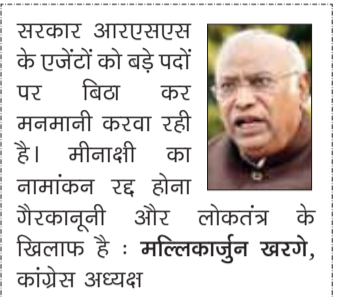 सरकार आरएसएस
के एजेंटों को बड़े पदों
पर बिठा कर
मनमानी करवा रही
है। मीनाक्षी का
नामांकन रद्द होना
गैरकानूनी और लोकतंत्र के
खिलाफ है : मल्लिकार्जुन खरगे,
कांग्रेस अध्यक्ष